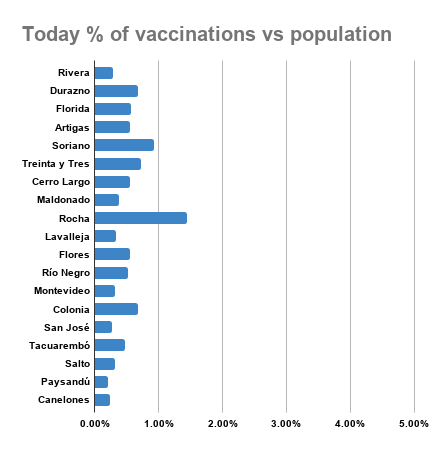 Today % of vaccinations vs population
Rivera
Durazno
Florida
Artigas
Soriano
Treinta y Tres
Cerro Largo
Maldonado
Rocha
Lavalleja
Flores
Río Negro
Montevideo
Colonia
San José
Tacuarembó
Salto
Paysandú
Canelones
0.00% 1.00% 2.00% 3.00% 4.00% 5.00%